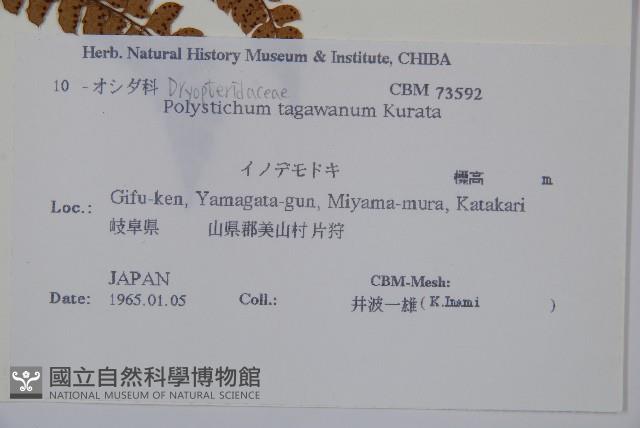 Herb. Natural History Museum & Institute, CHIBA
10 - オシダ科 Dryopteridaceae CBM 73592
Polystichum tagawanum Kurata
イノデモドキ 標高 m
Loc.: Gifu-ken, Yamagata-gun, Miyama-mura, Katakari
岐阜県 山県郡美山村片狩
JAPAN CBM-Mesh:
Date: 1965.01.05 Coll.: 井波一雄 ( K.Inami )
國立自然科學博物館
NATIONAL MUSEUM OF NATURAL SCIENCE